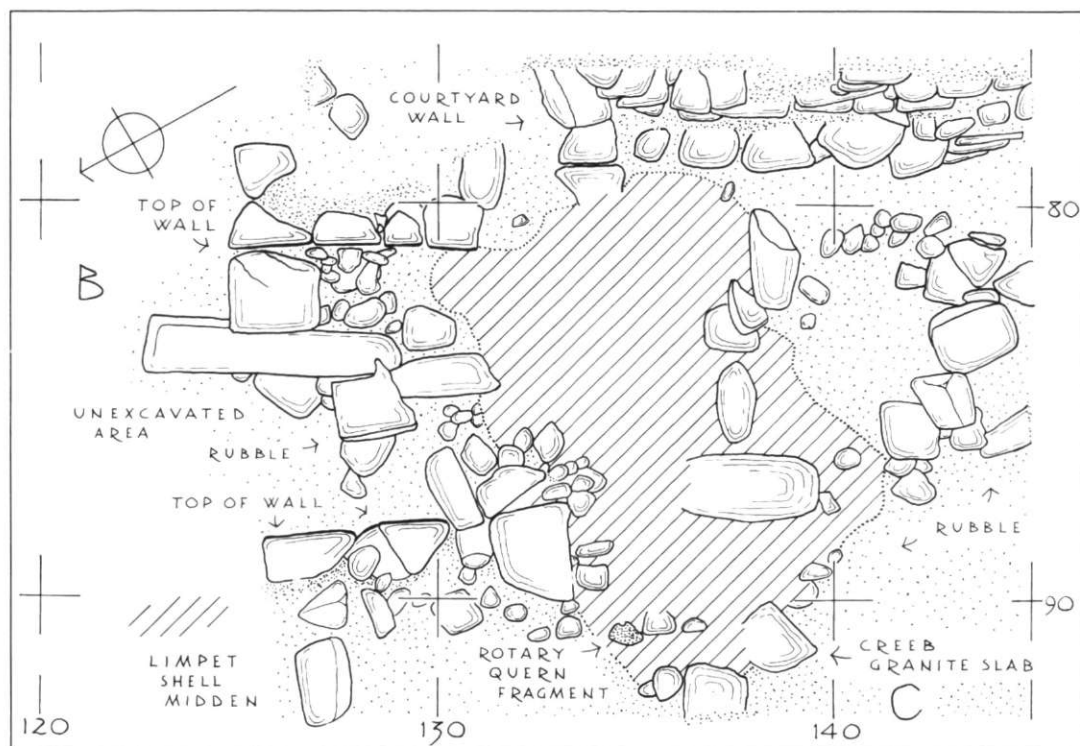 COURTYARD
WALL
TOP OF
WALL
80
B
UNEXCAVATED
AREA
RUBBLE
TOP OF WALL
RUBBLE
90
LIMPET
SHELL
MIDDEN
ROTARY
QUERN
FRAGMENT
CREEB
GRANITE SLAB
C
120
130
140